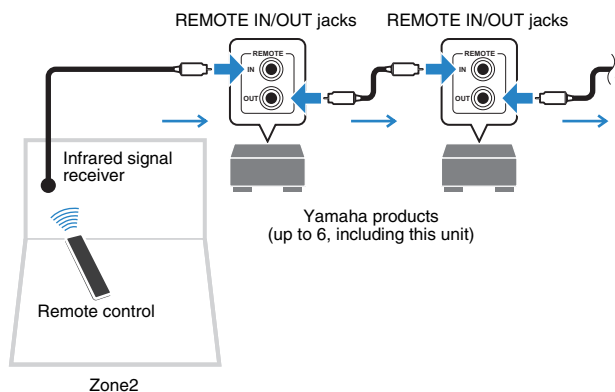 REMOTE IN/OUT jacks
REMOTE IN/OUT jacks
REMOTE
IN
OUT
REMOTE
IN
OUT
Infrared signal
receiver
Yamaha products
(up to 6, including this unit)
Remote control
Zone2